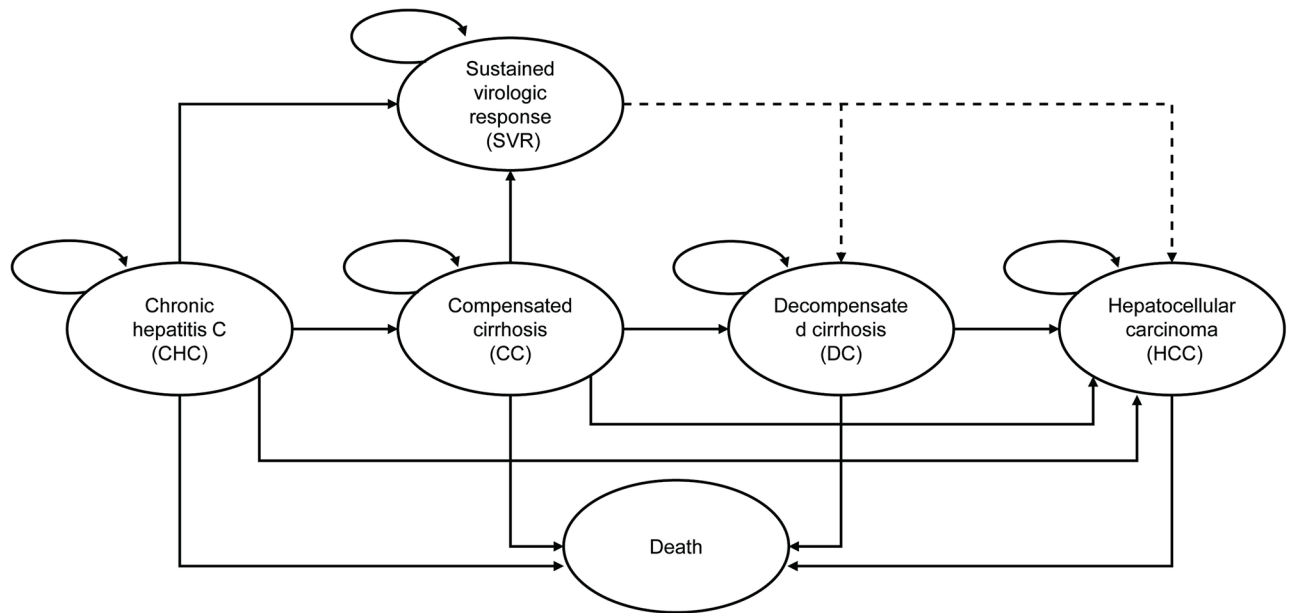 Sustained
virologic
response
(SVR)
Chronic
hepatitis C
(CHC)
Compensated
cirrhosis
(CC)
Decompensate
d cirrhosis
(DC)
Hepatocellular
carcinoma
(HCC)
Death